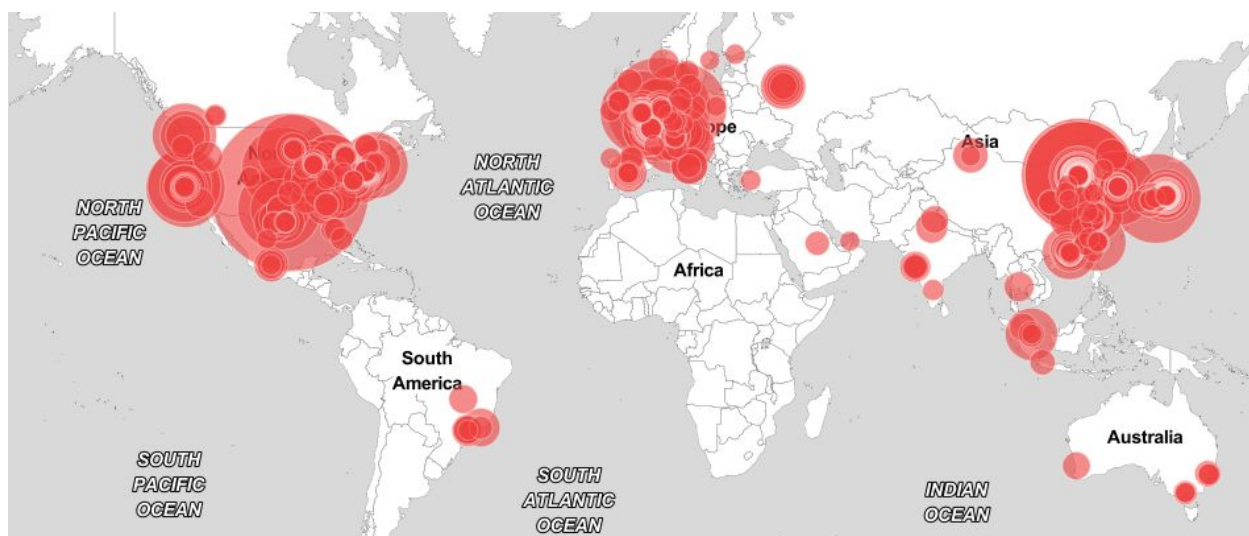 NORTH
PACIFIC
OCEAN
NORTH
ATLANTIC
OCEAN
Asia
Africa
South
America
Australia
SOUTH
PACIFIC
OCEAN
SOUTH
ATLANTIC
OCEAN
INDIAN
OCEAN